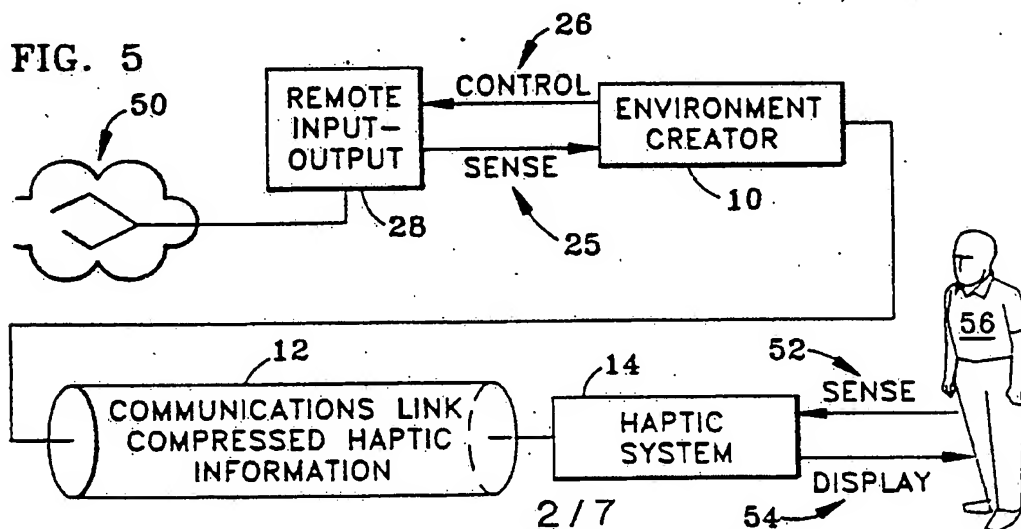 FIG. 5
50
REMOTE
INPUT-
OUTPUT
28
26
CONTROL
SENSE
25
ENVIRONMENT
CREATOR
10
12
COMMUNICATIONS LINK
COMPRESSED HAPTIC
INFORMATION
14
HAPTIC
SYSTEM
52
SENSE
DISPLAY
54
56
2/7